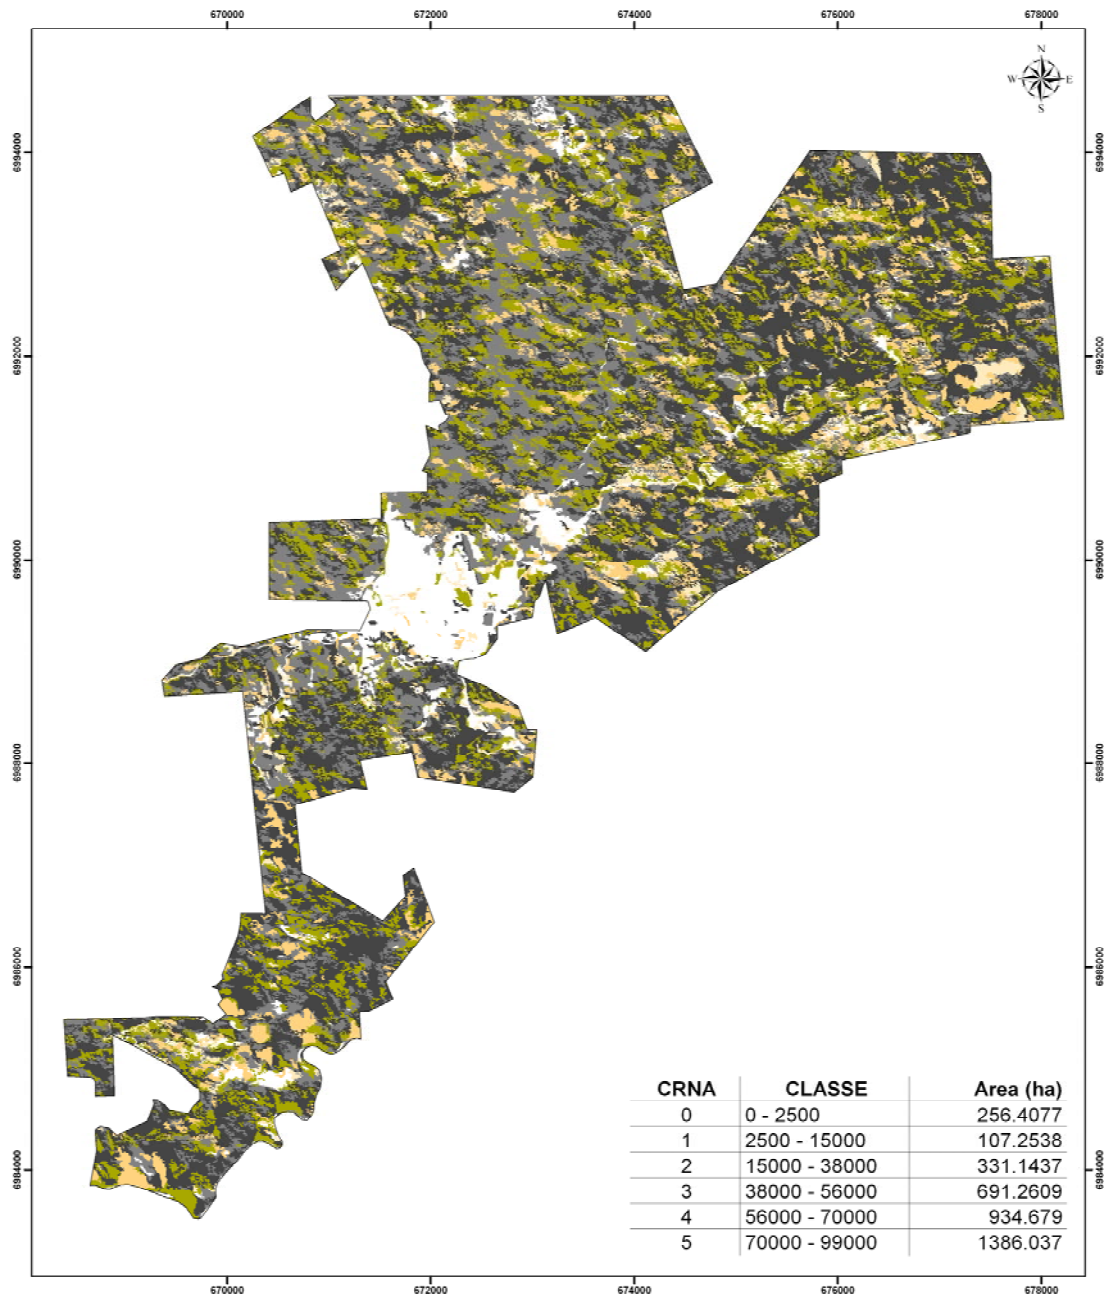 670000 672000 674000 676000 678000
N
W E
S
6994000 6994000
6992000 6992000
6990000 6990000
6988000 6988000
6986000 6986000
CRNA CLASSE Area (ha)
0 0 - 2500 256.4077
1 2500 - 15000 107.2538
2 15000 - 38000 331.1437
6984000 6984000
3 38000 - 56000 691.2609
4 56000 - 70000 934.679
5 70000 - 99000 1386.037
670000 672000 674000 676000 678000